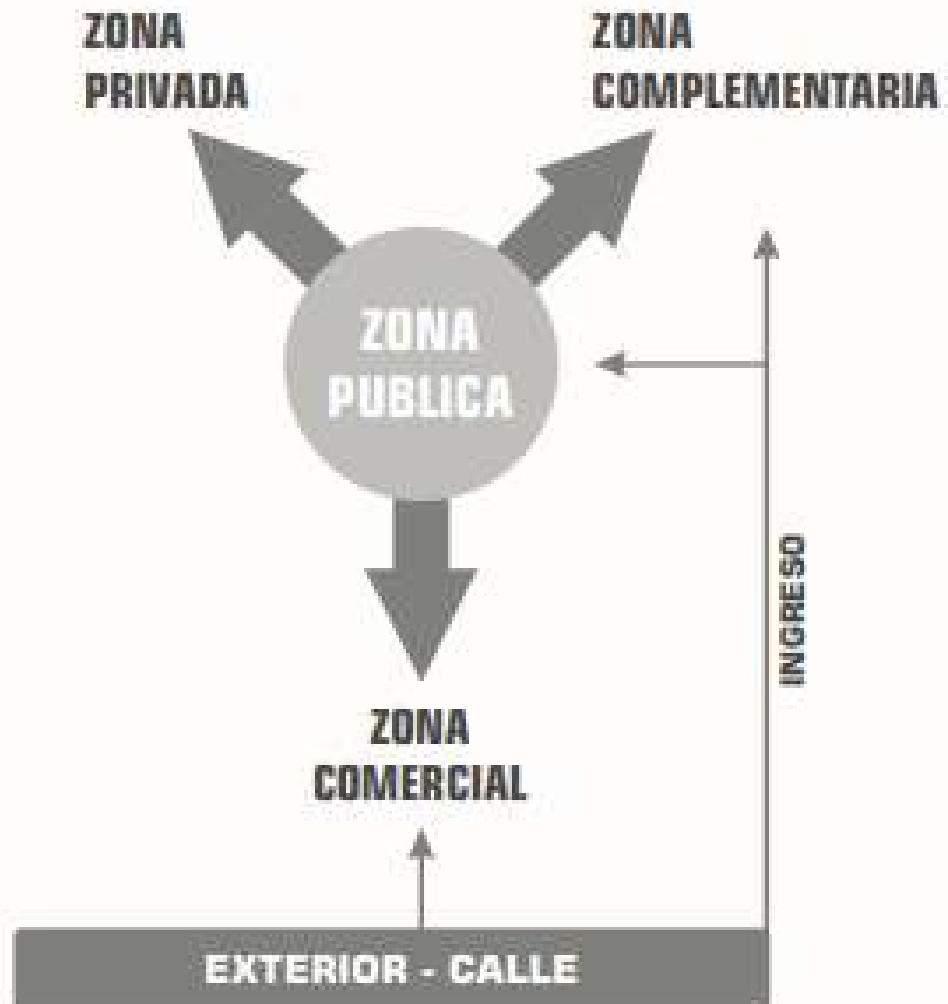 ZONA
PRIVADA
ZONA
COMPLEMENTARIA
ZONA
PUBLICA
INGRESO
ZONA
COMERCIAL
EXTERIOR - CALLE